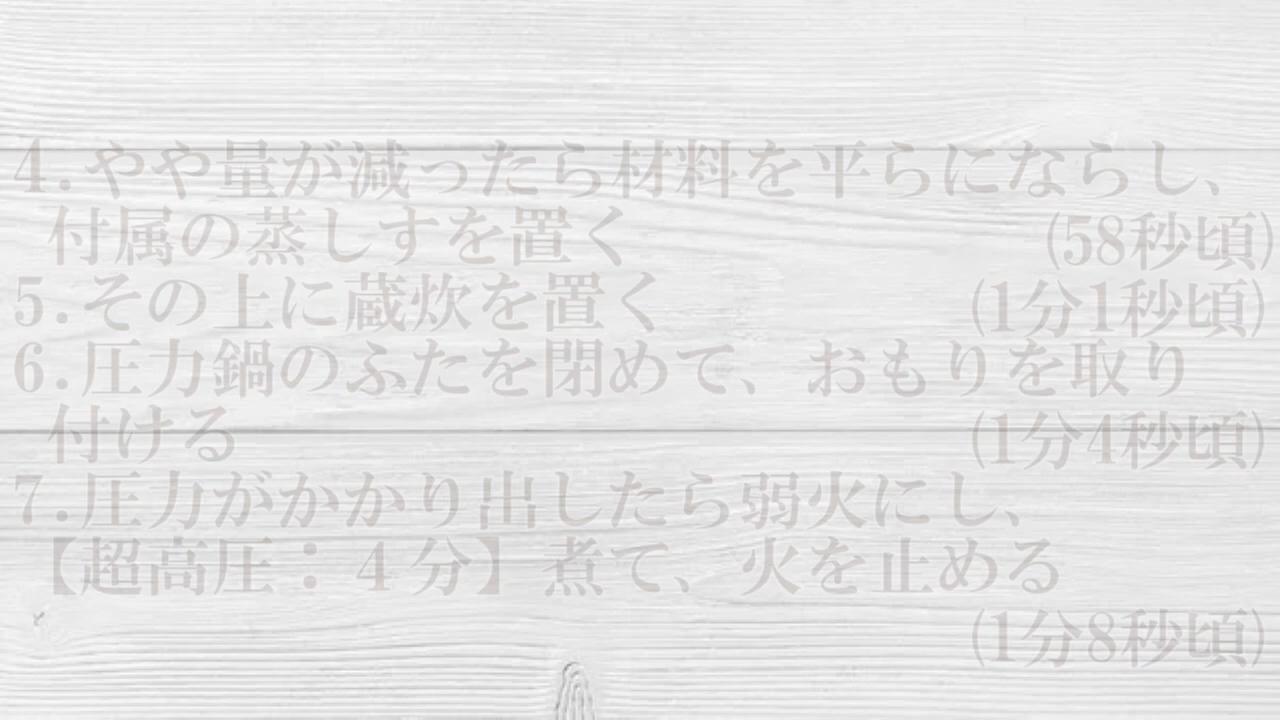 4.やや量が減ったら材料を平らにならし、
付属の蒸しすを置く (58秒頃)
5.その上に蔵炊を置く (1分1秒頃)
6.圧力鍋のふたを閉めて、おもりを取り
付ける (1分4秒頃)
7.圧力がかかり出したら弱火にし、
【超高圧：４分】煮て、火を止める
(1分8秒頃)